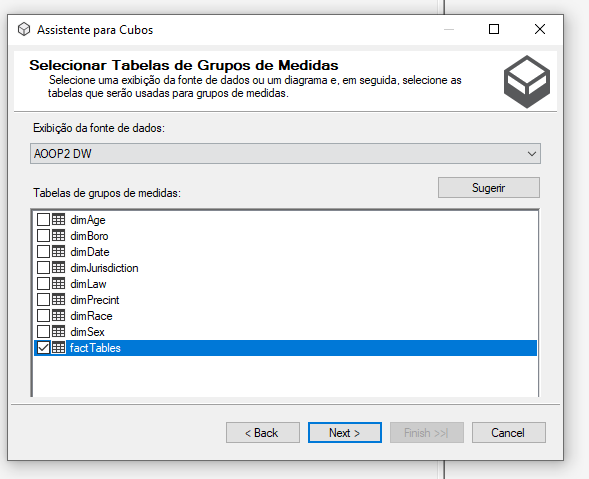 Assistente para Cubos
Selecionar Tabelas de Grupos de Medidas
Selecione uma exibição da fonte de dados ou um diagrama e, em seguida, selecione as
tabelas que serão usadas para grupos de medidas.
Exibição da fonte de dados:
AOOP2 DW
Tabelas de grupos de medidas:
Sugerir
dimAge
dimBoro
dimDate
dimJurisdiction
dimLaw
dimPrecint
dimRace
dimSex
factTables
< Back
Next >
Finish >>|
Cancel